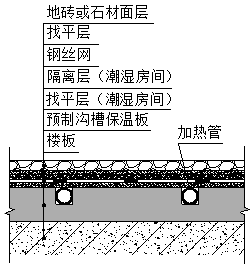 地砖或石材面层
找平层
钢丝网
隔离层（潮湿房间）
找平层（潮湿房间）
预制沟槽保温板
楼板
加热管